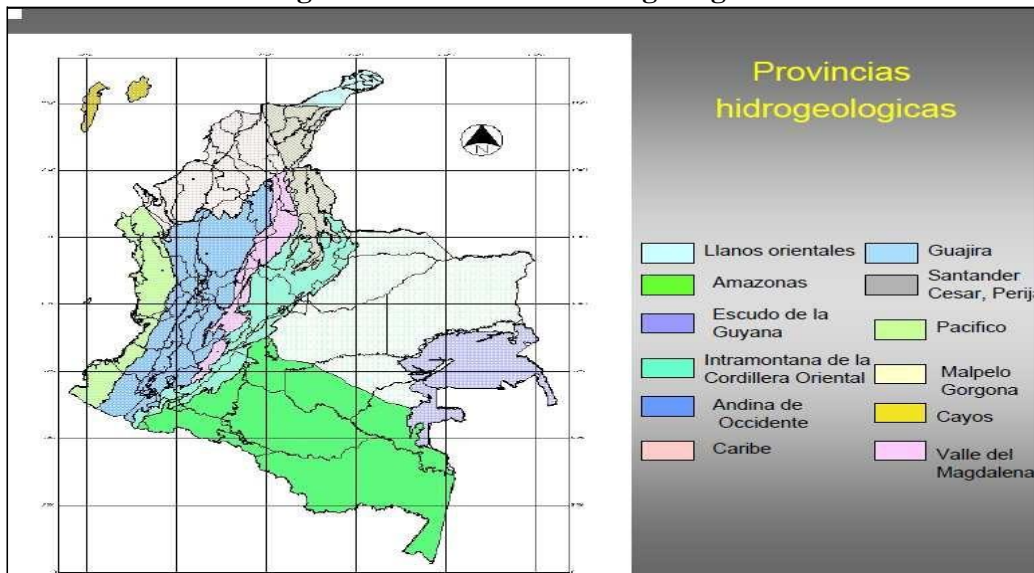 Provincias
hidrogeologicas
Llanos orientales
Guajira
Amazonas
Santander
Cesar, Perija
Escudo de la
Guyana
Pacifico
Intramontana de la
Cordillera Oriental
Malpelo
Gorgona
Andina de
Occidente
Cayos
Caribe
Valle del
Magdalena
N